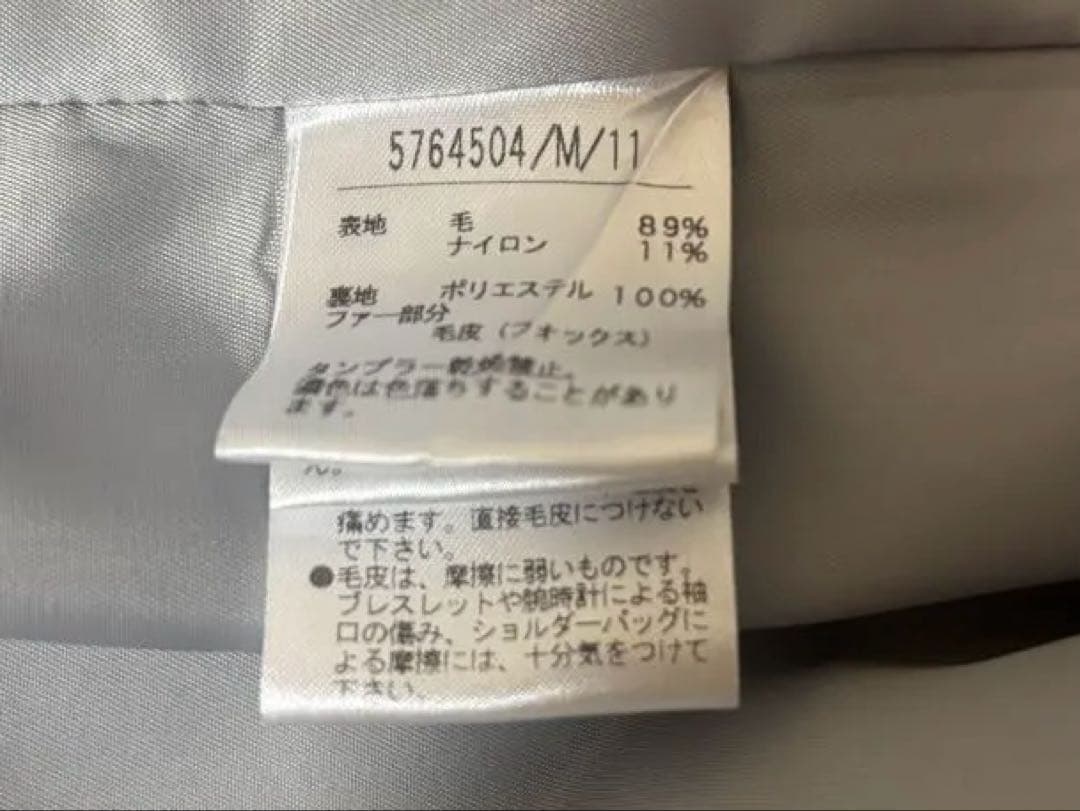 5764504/M/11
表地 毛 89%
ナイロン 11%
裏地 ポリエステル 100%
ファー部分
毛皮（フォックス）
タンブラー乾燥禁止。
濃色は色落ちすることがあり
ます。
ん。
痛めます。直接毛皮につけない
で下さい。
●毛皮は、摩擦に弱いものです。
ブレスレットや腕時計による袖
口の傷み、ショルダーバッグに
よる摩擦には、十分気をつけて
下さい。